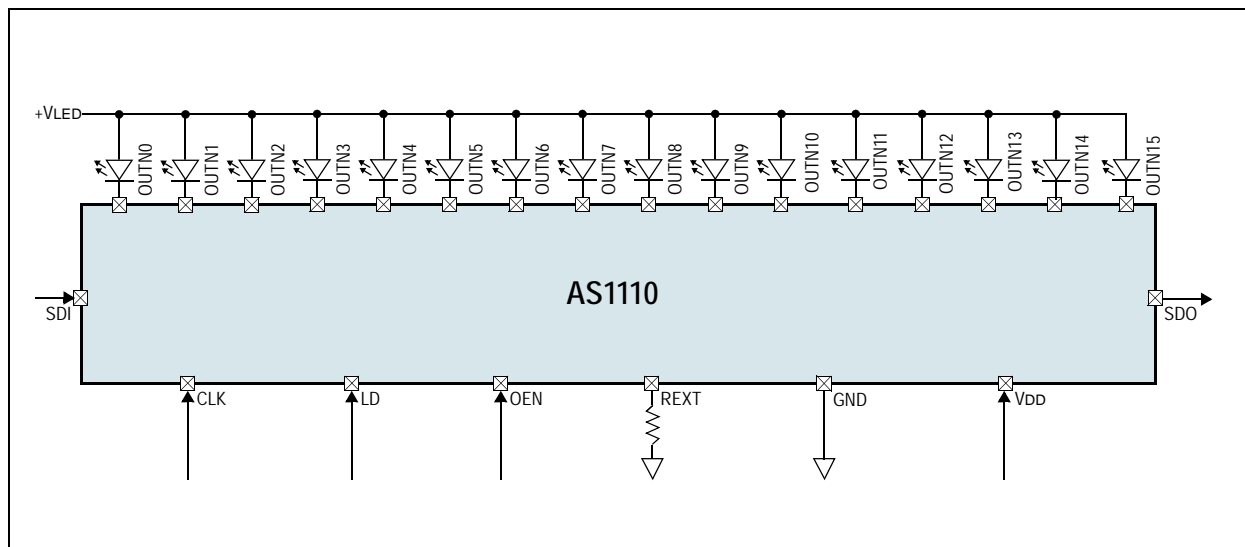 +VLED
OUTN0
OUTN1
OUTN2
OUTN3
OUTN4
OUTN5
OUTN6
OUTN7
OUTN8
OUTN9
OUTN10
OUTN11
OUTN12
OUTN13
OUTN14
OUTN15
AS1110
SDI
SDO
CLK
LD
OEN
REXT
GND
VDD